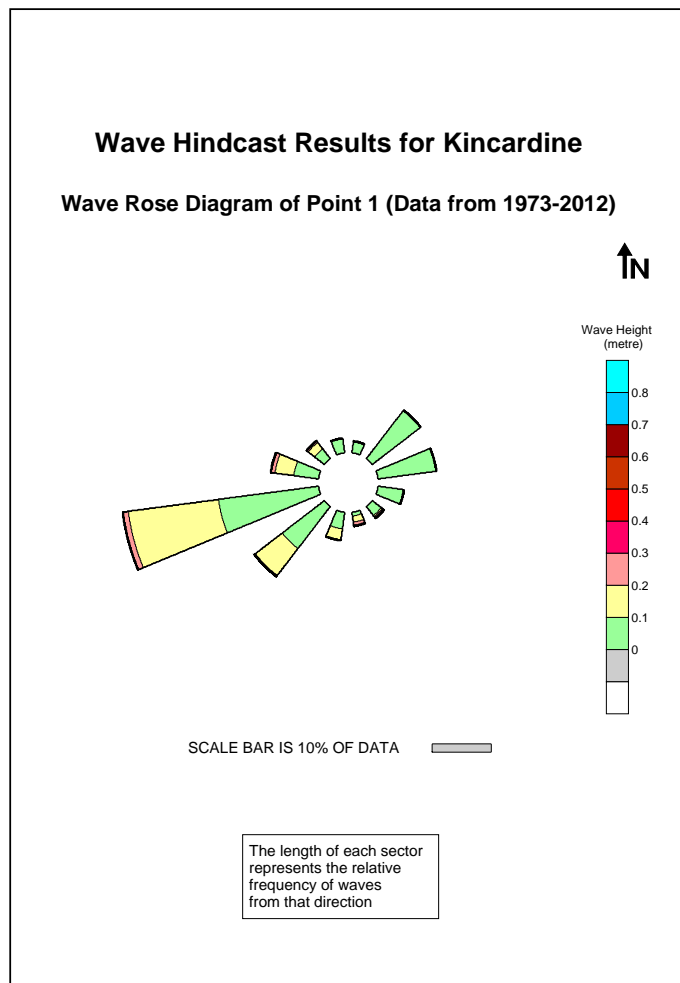 Wave Hindcast Results for Kincardine
Wave Rose Diagram of Point 1 (Data from 1973-2012)
N
Wave Height
(metre)
0.8
0.7
0.6
0.5
0.4
0.3
0.2
0.1
0
SCALE BAR IS 10% OF DATA
The length of each sector
represents the relative
frequency of waves
from that direction